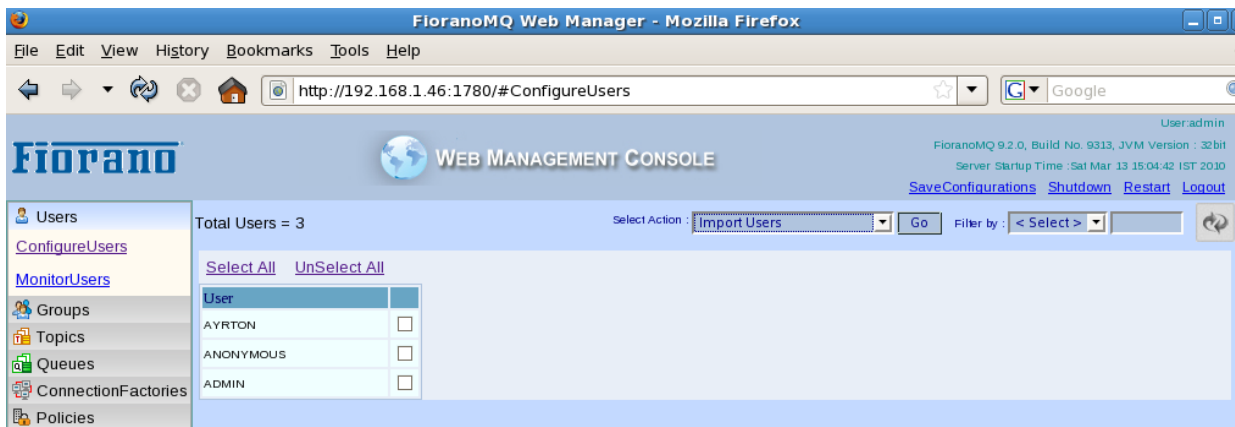 FioranoMQ Web Manager - Mozilla Firefox
File Edit View History Bookmarks Tools Help
http://192.168.1.46:1780/#ConfigureUsers
G Google
User:admin
Fiorano
WEB MANAGEMENT CONSOLE
FioranoMQ 9.2.0, Build No. 9313, JVM Version : 32bit
Server Startup Time :Sat Mar 13 15:04:42 IST 2010
SaveConfigurations Shutdown Restart Logout
Users
ConfigureUsers
MonitorUsers
Groups
Topics
Queues
ConnectionFactories
Policies
Total Users = 3
Select Action : Import Users Go Filter by : < Select >
Select All UnSelect All
User
AYRTON
ANONYMOUS
ADMIN